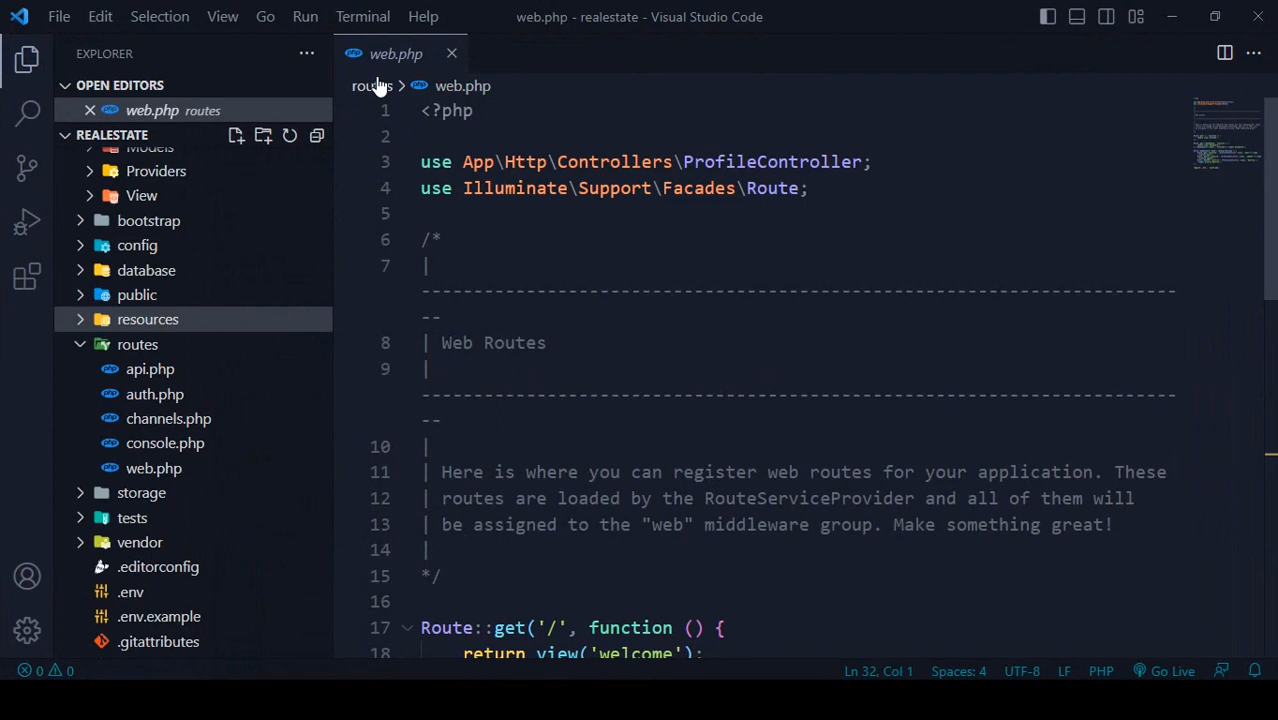 File Edit Selection View Go Run Terminal Help web.php - realestate - Visual Studio Code
EXPLORER
OPEN EDITORS
web.php routes
REALESTATE
Models
Providers
View
bootstrap
config
database
public
resources
routes
api.php
auth.php
channels.php
console.php
web.php
storage
tests
vendor
.editorconfig
.env
.env.example
.gitattributes
web.php
routes > web.php
1 <?php
2
3 use App\Http\Controllers\ProfileController;
4 use Illuminate\Support\Facades\Route;
5
6 /*
7 |
------------------------------------------------------------------------
--
8 | Web Routes
9 |
------------------------------------------------------------------------
--
10 |
11 | Here is where you can register web routes for your application. These
12 | routes are loaded by the RouteServiceProvider and all of them will
13 | be assigned to the "web" middleware group. Make something great!
14 |
15 */
16
17 Route::get('/', function () {
18 return view('welcome');
0 0 Ln 32, Col 1 Spaces: 4 UTF-8 LF PHP Go Live